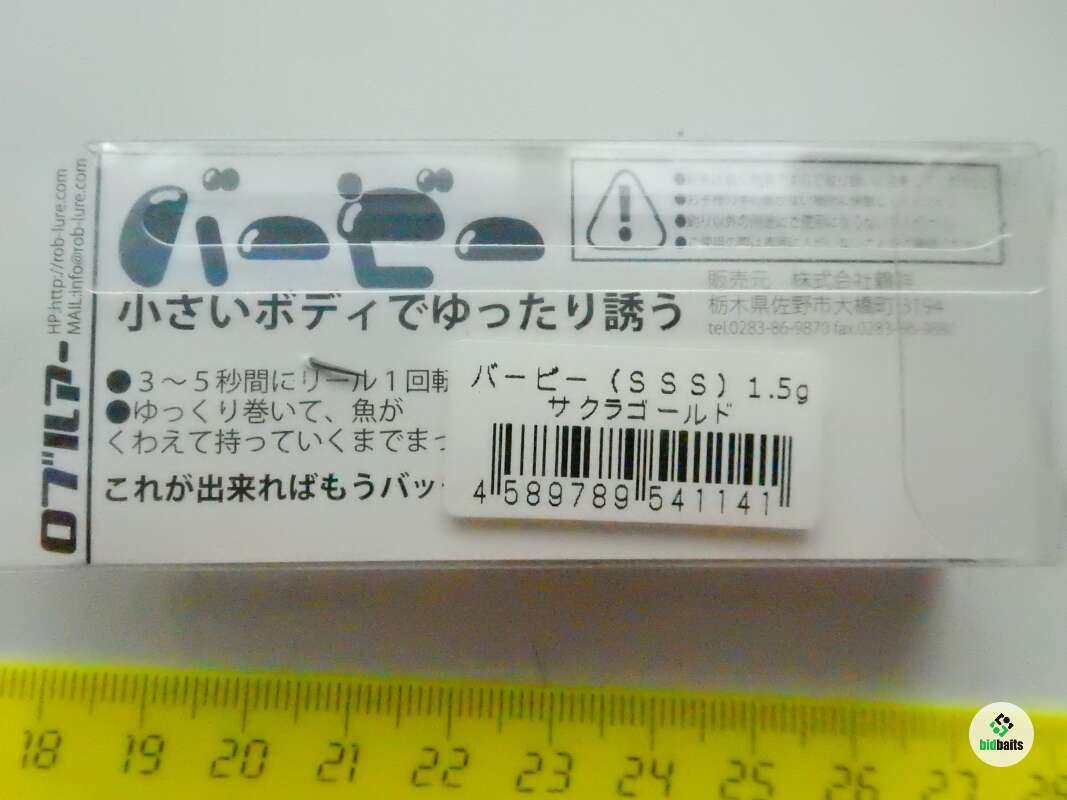 バービー
小さいボディでゆったり誘う
●3～5秒間にリール1回転
●ゆっくり巻いて、魚が
くわえて持っていくまでまっ
これが出来ればもうバッ
販売元 株式会社
栃木県佐野市大橋町3194
tel.0283-86-9870 fax.0283-86-
バービー(SSS)1.5g
サクラゴールド
4589789541141
ロブルアー
HP:http://rob-lure.com
MAIL:info@rob-lure.com
18 19 20 21 22 23 24 25 26 27 28
bidbaits